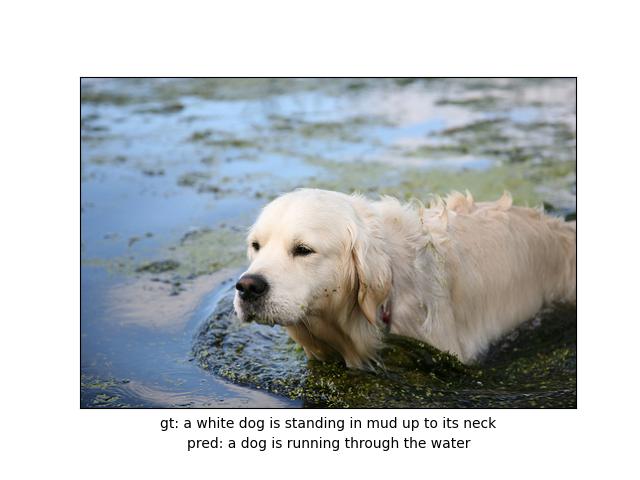 gt: a white dog is standing in mud up to its neck
pred: a dog is running through the water